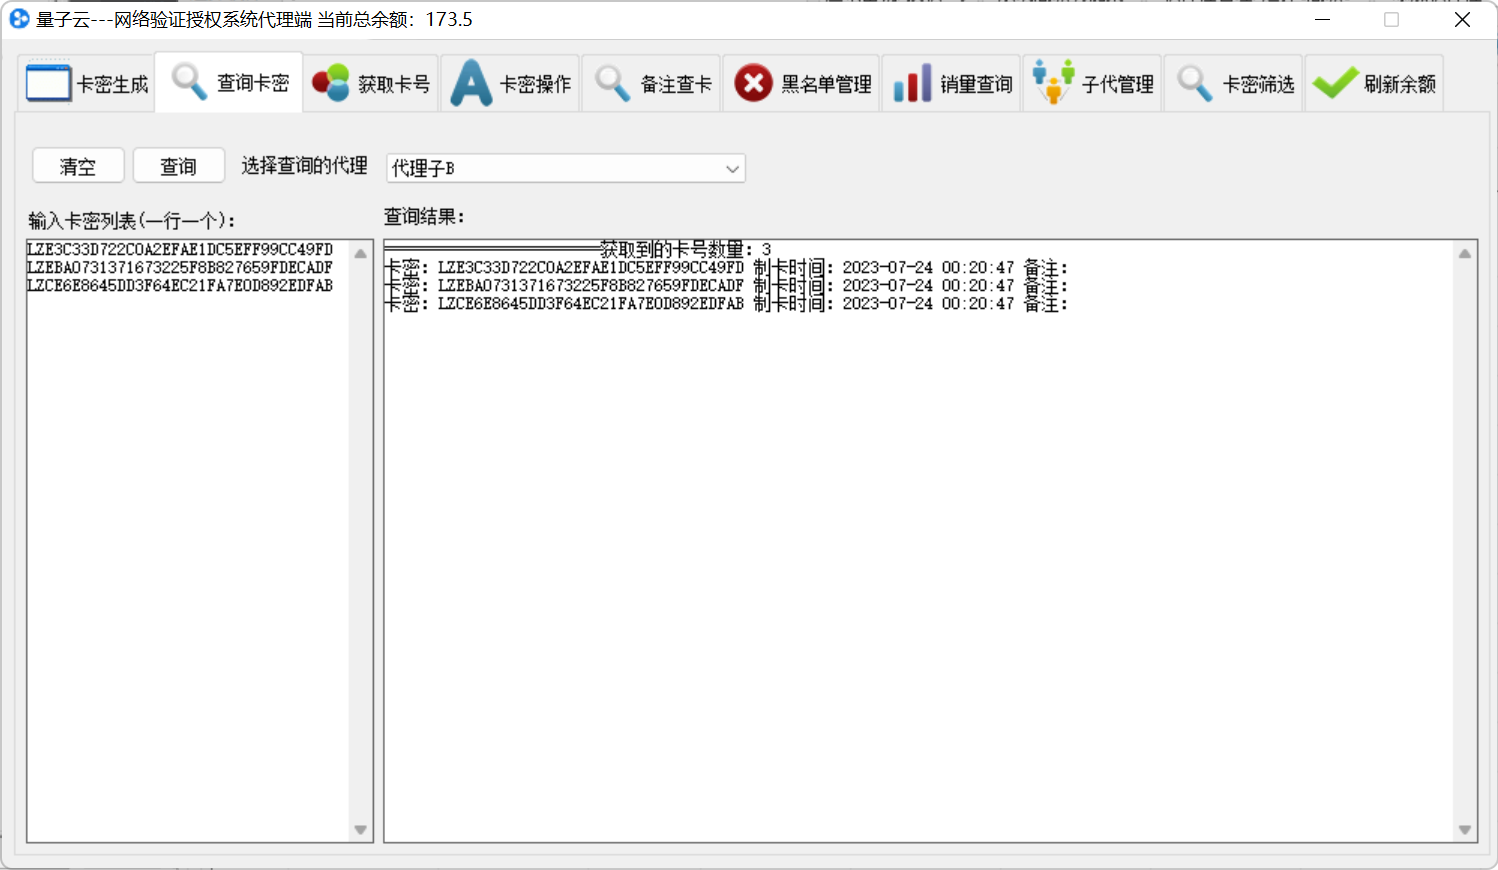 量子云---网络验证授权系统代理端 当前总余额：173.5
卡密生成 查询卡密 获取卡号 卡密操作 备注查卡 黑名单管理 销量查询 子代管理 卡密筛选 刷新余额
清空 查询 选择查询的代理 代理子B
输入卡密列表(一行一个)：
LZE3C33D722C0A2EFAE1DC5EFF99CC49FD
LZEBA0731371673225F8B827659FDECADF
LZCE6E8645DD3F64EC21FA7E0D892EDFAB
查询结果：
════════════════════════获取到的卡号数量：3
卡密：LZE3C33D722C0A2EFAE1DC5EFF99CC49FD 制卡时间：2023-07-24 00:20:47 备注：
卡密：LZEBA0731371673225F8B827659FDECADF 制卡时间：2023-07-24 00:20:47 备注：
卡密：LZCE6E8645DD3F64EC21FA7E0D892EDFAB 制卡时间：2023-07-24 00:20:47 备注：